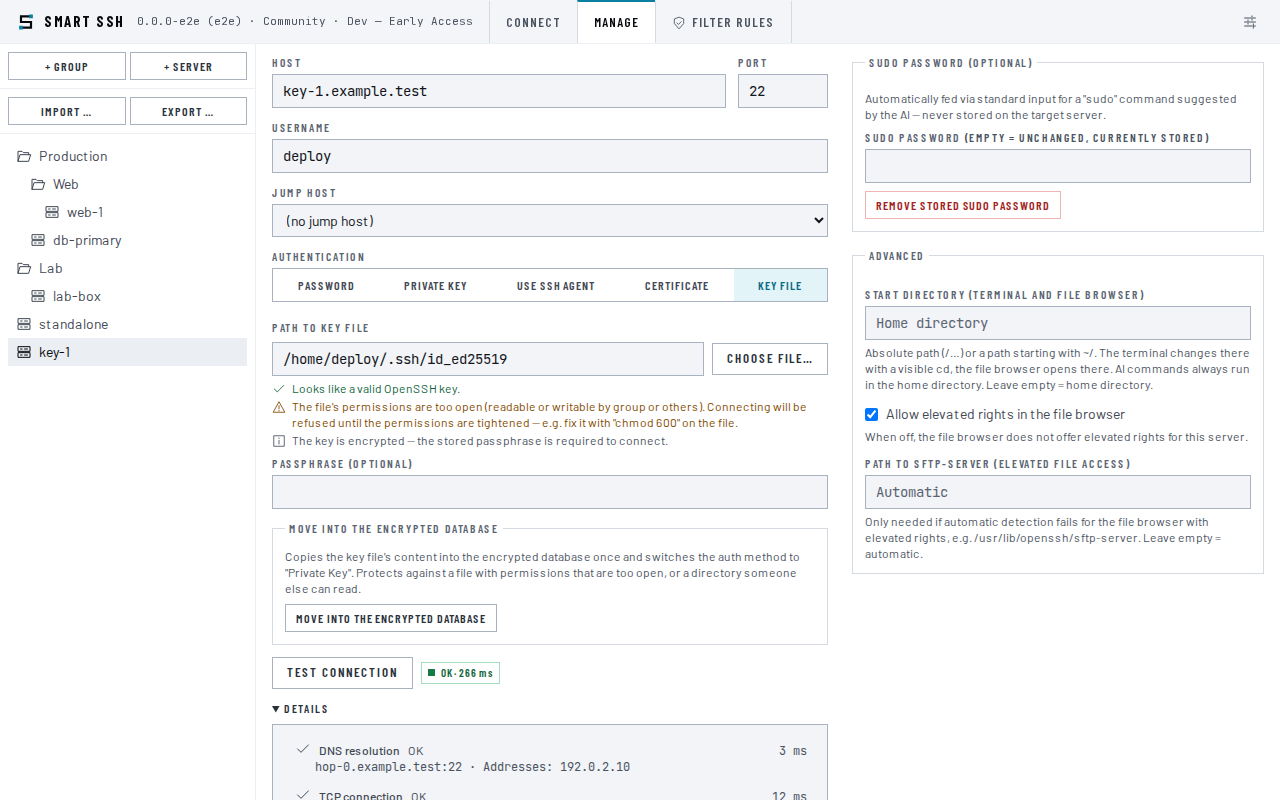 SMART SSH 0.0.0-e2e (e2e) · Community · Dev — Early Access CONNECT MANAGE FILTER RULES
+ GROUP + SERVER
IMPORT ... EXPORT ...
Production
Web
web-1
db-primary
Lab
lab-box
standalone
key-1
HOST PORT
key-1.example.test 22
USERNAME
deploy
JUMP HOST
(no jump host)
AUTHENTICATION
PASSWORD PRIVATE KEY USE SSH AGENT CERTIFICATE KEY FILE
PATH TO KEY FILE
/home/deploy/.ssh/id_ed25519 CHOOSE FILE...
Looks like a valid OpenSSH key.
The file's permissions are too open (readable or writable by group or others). Connecting will be
refused until the permissions are tightened — e.g. fix it with "chmod 600" on the file.
The key is encrypted — the stored passphrase is required to connect.
PASSPHRASE (OPTIONAL)
MOVE INTO THE ENCRYPTED DATABASE
Copies the key file's content into the encrypted database once and switches the auth method to
"Private Key". Protects against a file with permissions that are too open, or a directory someone
else can read.
MOVE INTO THE ENCRYPTED DATABASE
TEST CONNECTION OK · 266 ms
▼ DETAILS
DNS resolution OK 3 ms
hop-0.example.test:22 · Addresses: 192.0.2.10
TCP connection OK 12 ms
SUDO PASSWORD (OPTIONAL)
Automatically fed via standard input for a "sudo" command suggested
by the AI — never stored on the target server.
SUDO PASSWORD (EMPTY = UNCHANGED, CURRENTLY STORED)
REMOVE STORED SUDO PASSWORD
ADVANCED
START DIRECTORY (TERMINAL AND FILE BROWSER)
Home directory
Absolute path (/...) or a path starting with ~/. The terminal changes there
with a visible cd, the file browser opens there. AI commands always run
in the home directory. Leave empty = home directory.
Allow elevated rights in the file browser
When off, the file browser does not offer elevated rights for this server.
PATH TO SFTP-SERVER (ELEVATED FILE ACCESS)
Automatic
Only needed if automatic detection fails for the file browser with
elevated rights, e.g. /usr/lib/openssh/sftp-server. Leave empty =
automatic.